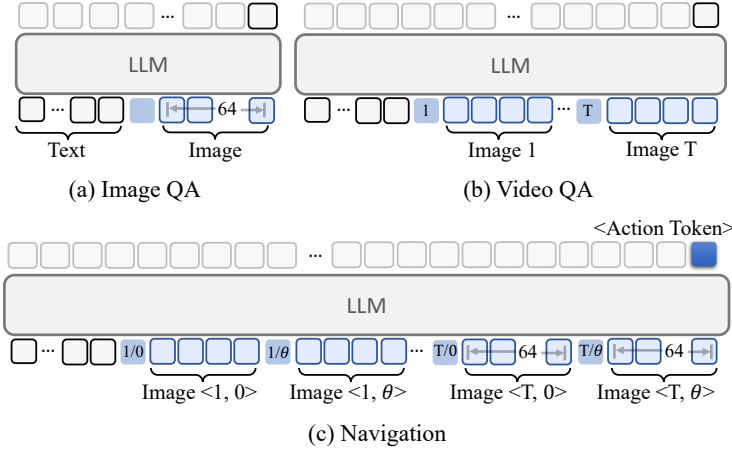 ...
...
LLM
...
64
Text
Image
(a) Image QA
LLM
...
1
...
T
Image 1
Image T
(b) Video QA
<Action Token>
...
LLM
...
1/0
1/θ
...
T/0
64
T/θ
64
Image <1, 0>
Image <1, θ>
Image <T, 0>
Image <T, θ>
(c) Navigation